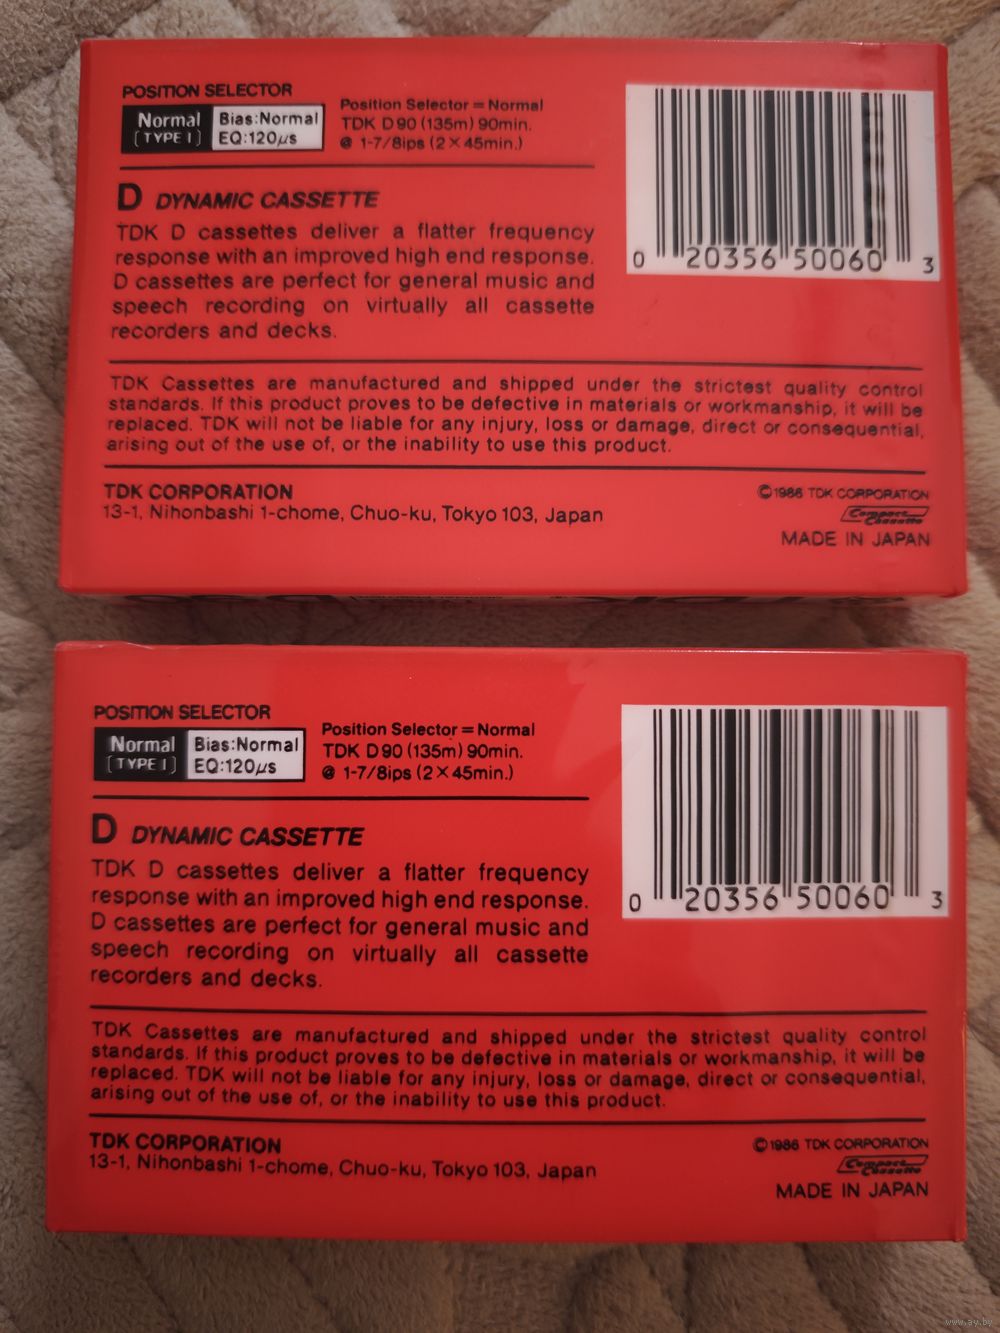 POSITION SELECTOR
Normal
[TYPE I]
Bias:Normal
EQ:120μs
Position Selector = Normal
TDK D90 (135m) 90min.
@ 1-7/8ips (2×45min.)
D DYNAMIC CASSETTE
TDK D cassettes deliver a flatter frequency
response with an improved high end response.
D cassettes are perfect for general music and
speech recording on virtually all cassette
recorders and decks.
0 20356 50060 3
TDK Cassettes are manufactured and shipped under the strictest quality control
standards. If this product proves to be defective in materials or workmanship, it will be
replaced. TDK will not be liable for any injury, loss or damage, direct or consequential,
arising out of the use of, or the inability to use this product.
TDK CORPORATION
13-1, Nihonbashi 1-chome, Chuo-ku, Tokyo 103, Japan
©1986 TDK CORPORATION
Compact
Cassette
MADE IN JAPAN
POSITION SELECTOR
Normal
[TYPE I]
Bias:Normal
EQ:120μs
Position Selector = Normal
TDK D90 (135m) 90min.
@ 1-7/8ips (2×45min.)
D DYNAMIC CASSETTE
TDK D cassettes deliver a flatter frequency
response with an improved high end response.
D cassettes are perfect for general music and
speech recording on virtually all cassette
recorders and decks.
0 20356 50060 3
TDK Cassettes are manufactured and shipped under the strictest quality control
standards. If this product proves to be defective in materials or workmanship, it will be
replaced. TDK will not be liable for any injury, loss or damage, direct or consequential,
arising out of the use of, or the inability to use this product.
TDK CORPORATION
13-1, Nihonbashi 1-chome, Chuo-ku, Tokyo 103, Japan
©1986 TDK CORPORATION
Compact
Cassette
MADE IN JAPAN
www.ay.by